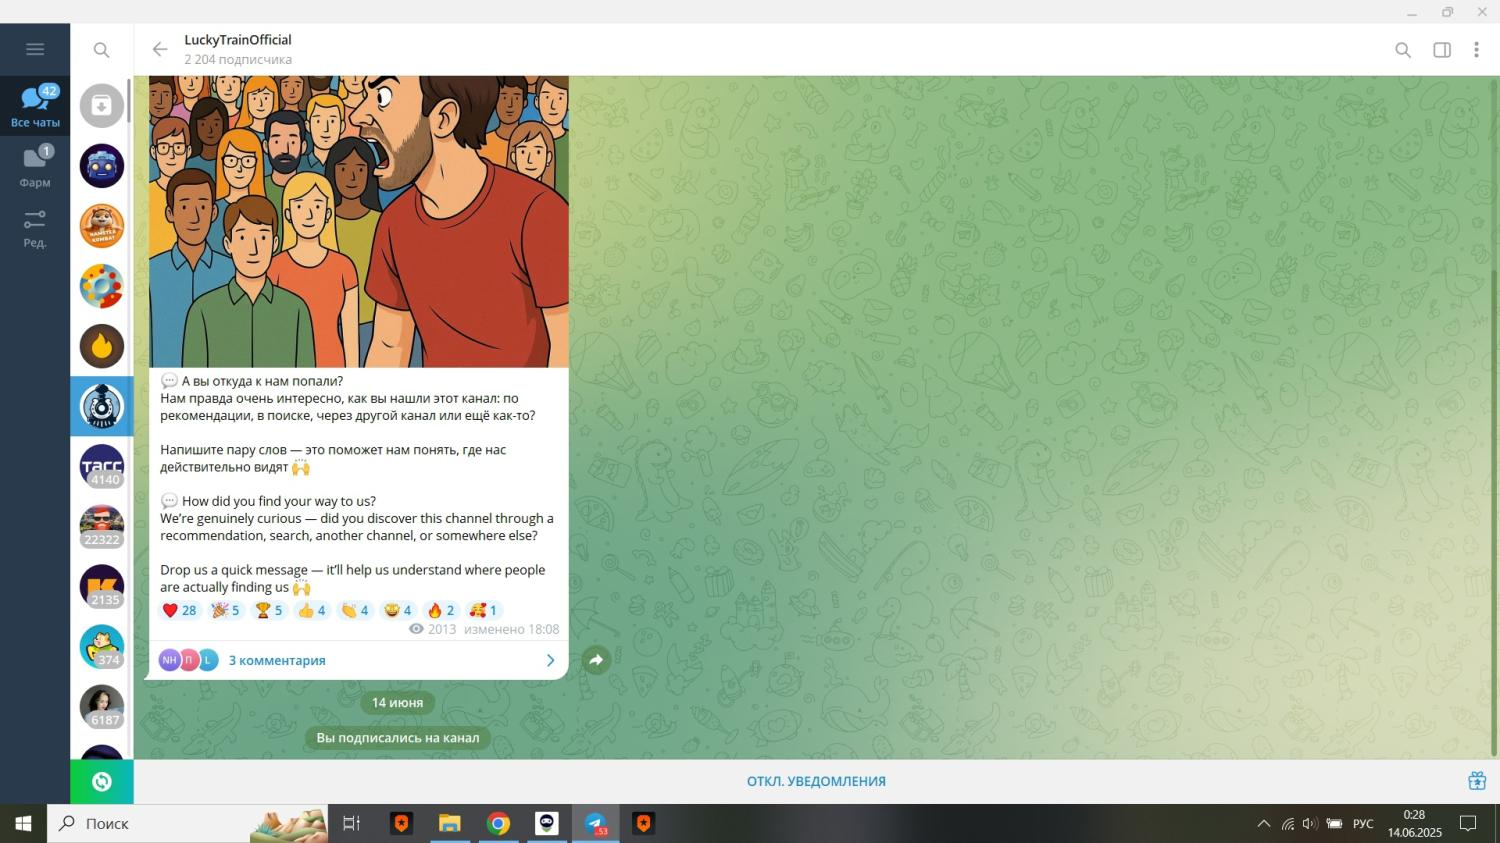 LuckyTrainOfficial
2 204 подписчика
42
Все чаты
1
Фарм
Ред.
HAMSTER KOMBAT
тасс
4140
22322
2135
374
6187
💬 А вы откуда к нам попали?
Нам правда очень интересно, как вы нашли этот канал: по
рекомендации, в поиске, через другой канал или ещё как-то?
Напишите пару слов — это поможет нам понять, где нас
действительно видят 🙌
💬 How did you find your way to us?
We’re genuinely curious — did you discover this channel through a
recommendation, search, another channel, or somewhere else?
Drop us a quick message — it’ll help us understand where people
are actually finding us 🙌
❤️ 28 🎉 5 🏆 5 👍 4 👏 4 😁 4 🔥 2 🥰 1
2013 изменено 18:08
NH П L 3 комментария
14 июня
Вы подписались на канал
ОТКЛ. УВЕДОМЛЕНИЯ
Поиск
РУС
0:28
14.06.2025